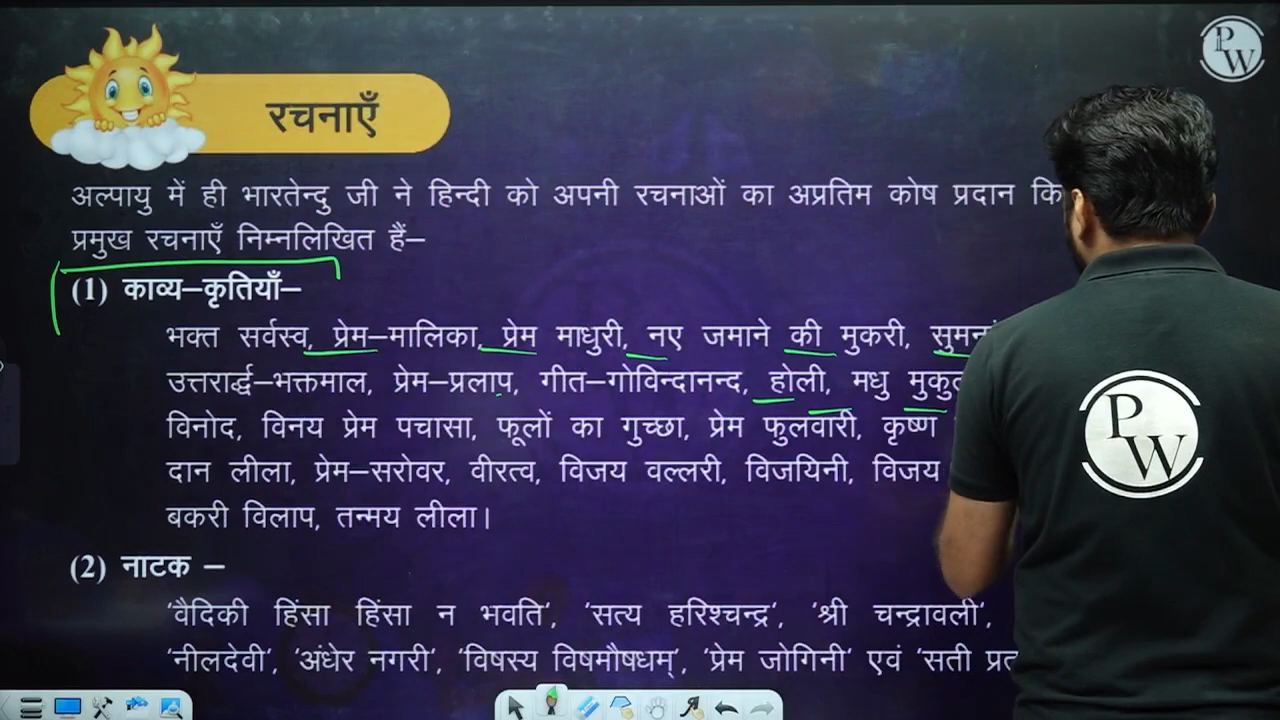 PW
रचनाएँ
अल्पायु में ही भारतेन्दु जी ने हिन्दी को अपनी रचनाओं का अप्रतिम कोष प्रदान
प्रमुख रचनाएँ निम्नलिखित हैं–
(1) काव्य–कृतियाँ–
भक्त सर्वस्व, प्रेम–मालिका, प्रेम माधुरी, नए जमाने की मुकरी,
उत्तरार्द्ध–भक्तमाल, प्रेम–प्रलाप, गीत–गोविन्दानन्द, होली, मधु
विनोद, विनय प्रेम पचासा, फूलों का गुच्छा, प्रेम फुलवारी, कृष्ण
दान लीला, प्रेम–सरोवर, वीरत्व, विजय वल्लरी, विजयिनी, विजय
बकरी विलाप, तन्मय लीला।
(2) नाटक –
'वैदिकी हिंसा हिंसा न भवति', 'सत्य हरिश्चन्द्र', 'श्री चन्द्रावली',
'नीलदेवी', 'अंधेर नगरी', 'विषस्य विषमौषधम्', 'प्रेम जोगिनी' एवं 'सती
PW